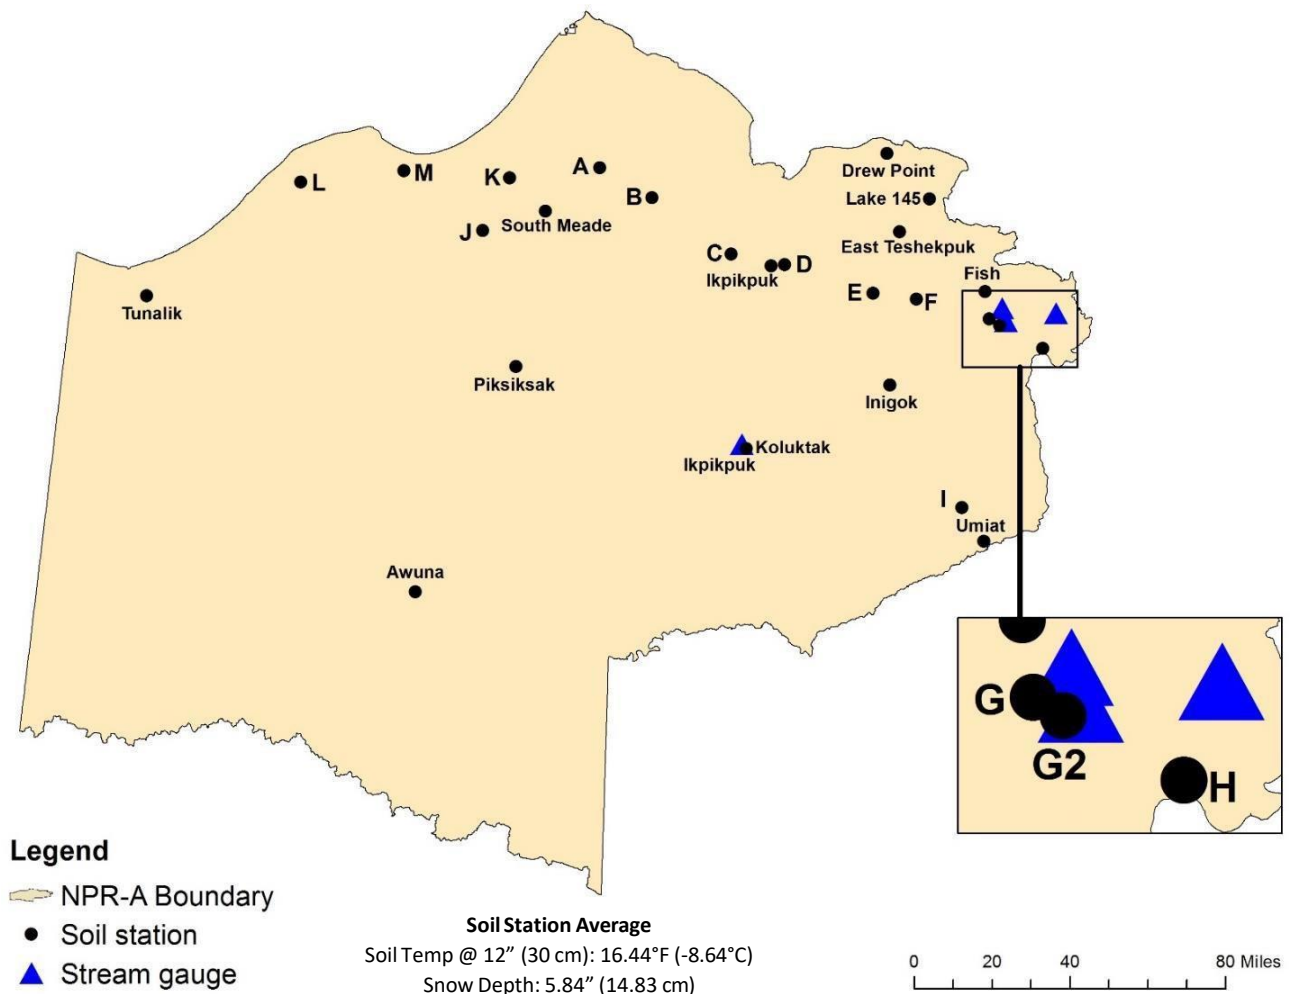 Drew Point
A
M
K
L
B
Lake 145
South Meade
J
East Teshekpuk
C
D
Ikpikpuk
Fish
E
F
Tunalik
Piksiksak
Inigok
Koluktak
Ikpikpuk
I
Umiat
Awuna
G
G2
H
Legend
NPR-A Boundary
Soil station
Stream gauge
Soil Station Average
Soil Temp @ 12” (30 cm): 16.44°F (-8.64°C)
Snow Depth: 5.84” (14.83 cm)
0 20 40 80 Miles